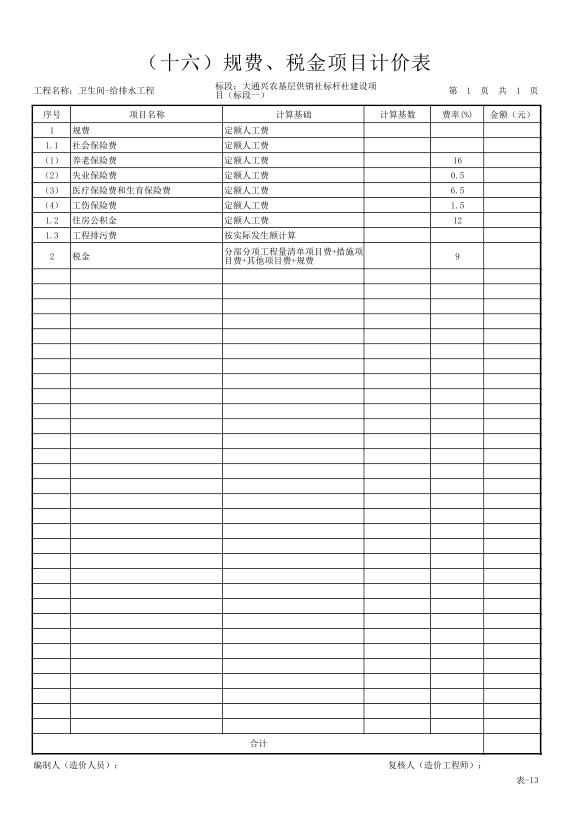 （十六）规费、税金项目计价表
工程名称：卫生间-给排水工程
标段：大通兴农基层供销社标杆社建设项
目（标段一）
第 1 页 共 1 页
序号 项目名称 计算基础 计算基数 费率(%) 金额（元）
1 规费 定额人工费
1.1 社会保险费 定额人工费
（1） 养老保险费 定额人工费 16
（2） 失业保险费 定额人工费 0.5
（3） 医疗保险费和生育保险费 定额人工费 6.5
（4） 工伤保险费 定额人工费 1.5
1.2 住房公积金 定额人工费 12
1.3 工程排污费 按实际发生额计算
2 税金 分部分项工程量清单项目费+措施项 9
目费+其他项目费+规费
合计
编制人（造价人员）： 复核人（造价工程师）：
表-13